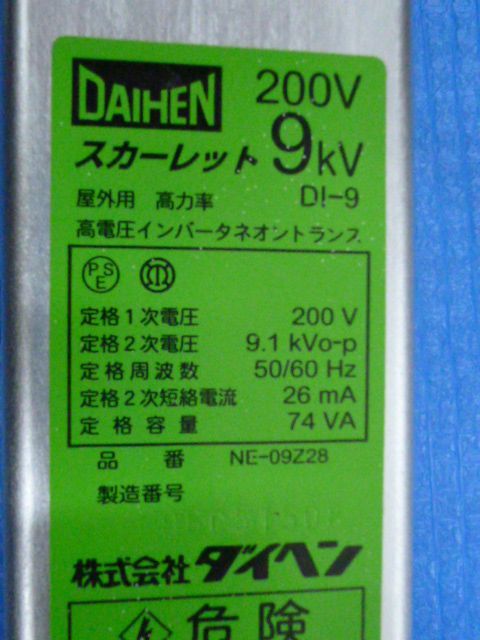 DAIHEN 200V
スカーレット 9kV
屋外用 高力率 DI-9
高電圧インバータネオントランス
PSE
定格1次電圧 200 V
定格2次電圧 9.1 kVo-p
定格周波数 50/60 Hz
定格2次短絡電流 26 mA
定格容量 74 VA
品番 NE-09Z28
製造番号
株式会社 ダイヘン
危険